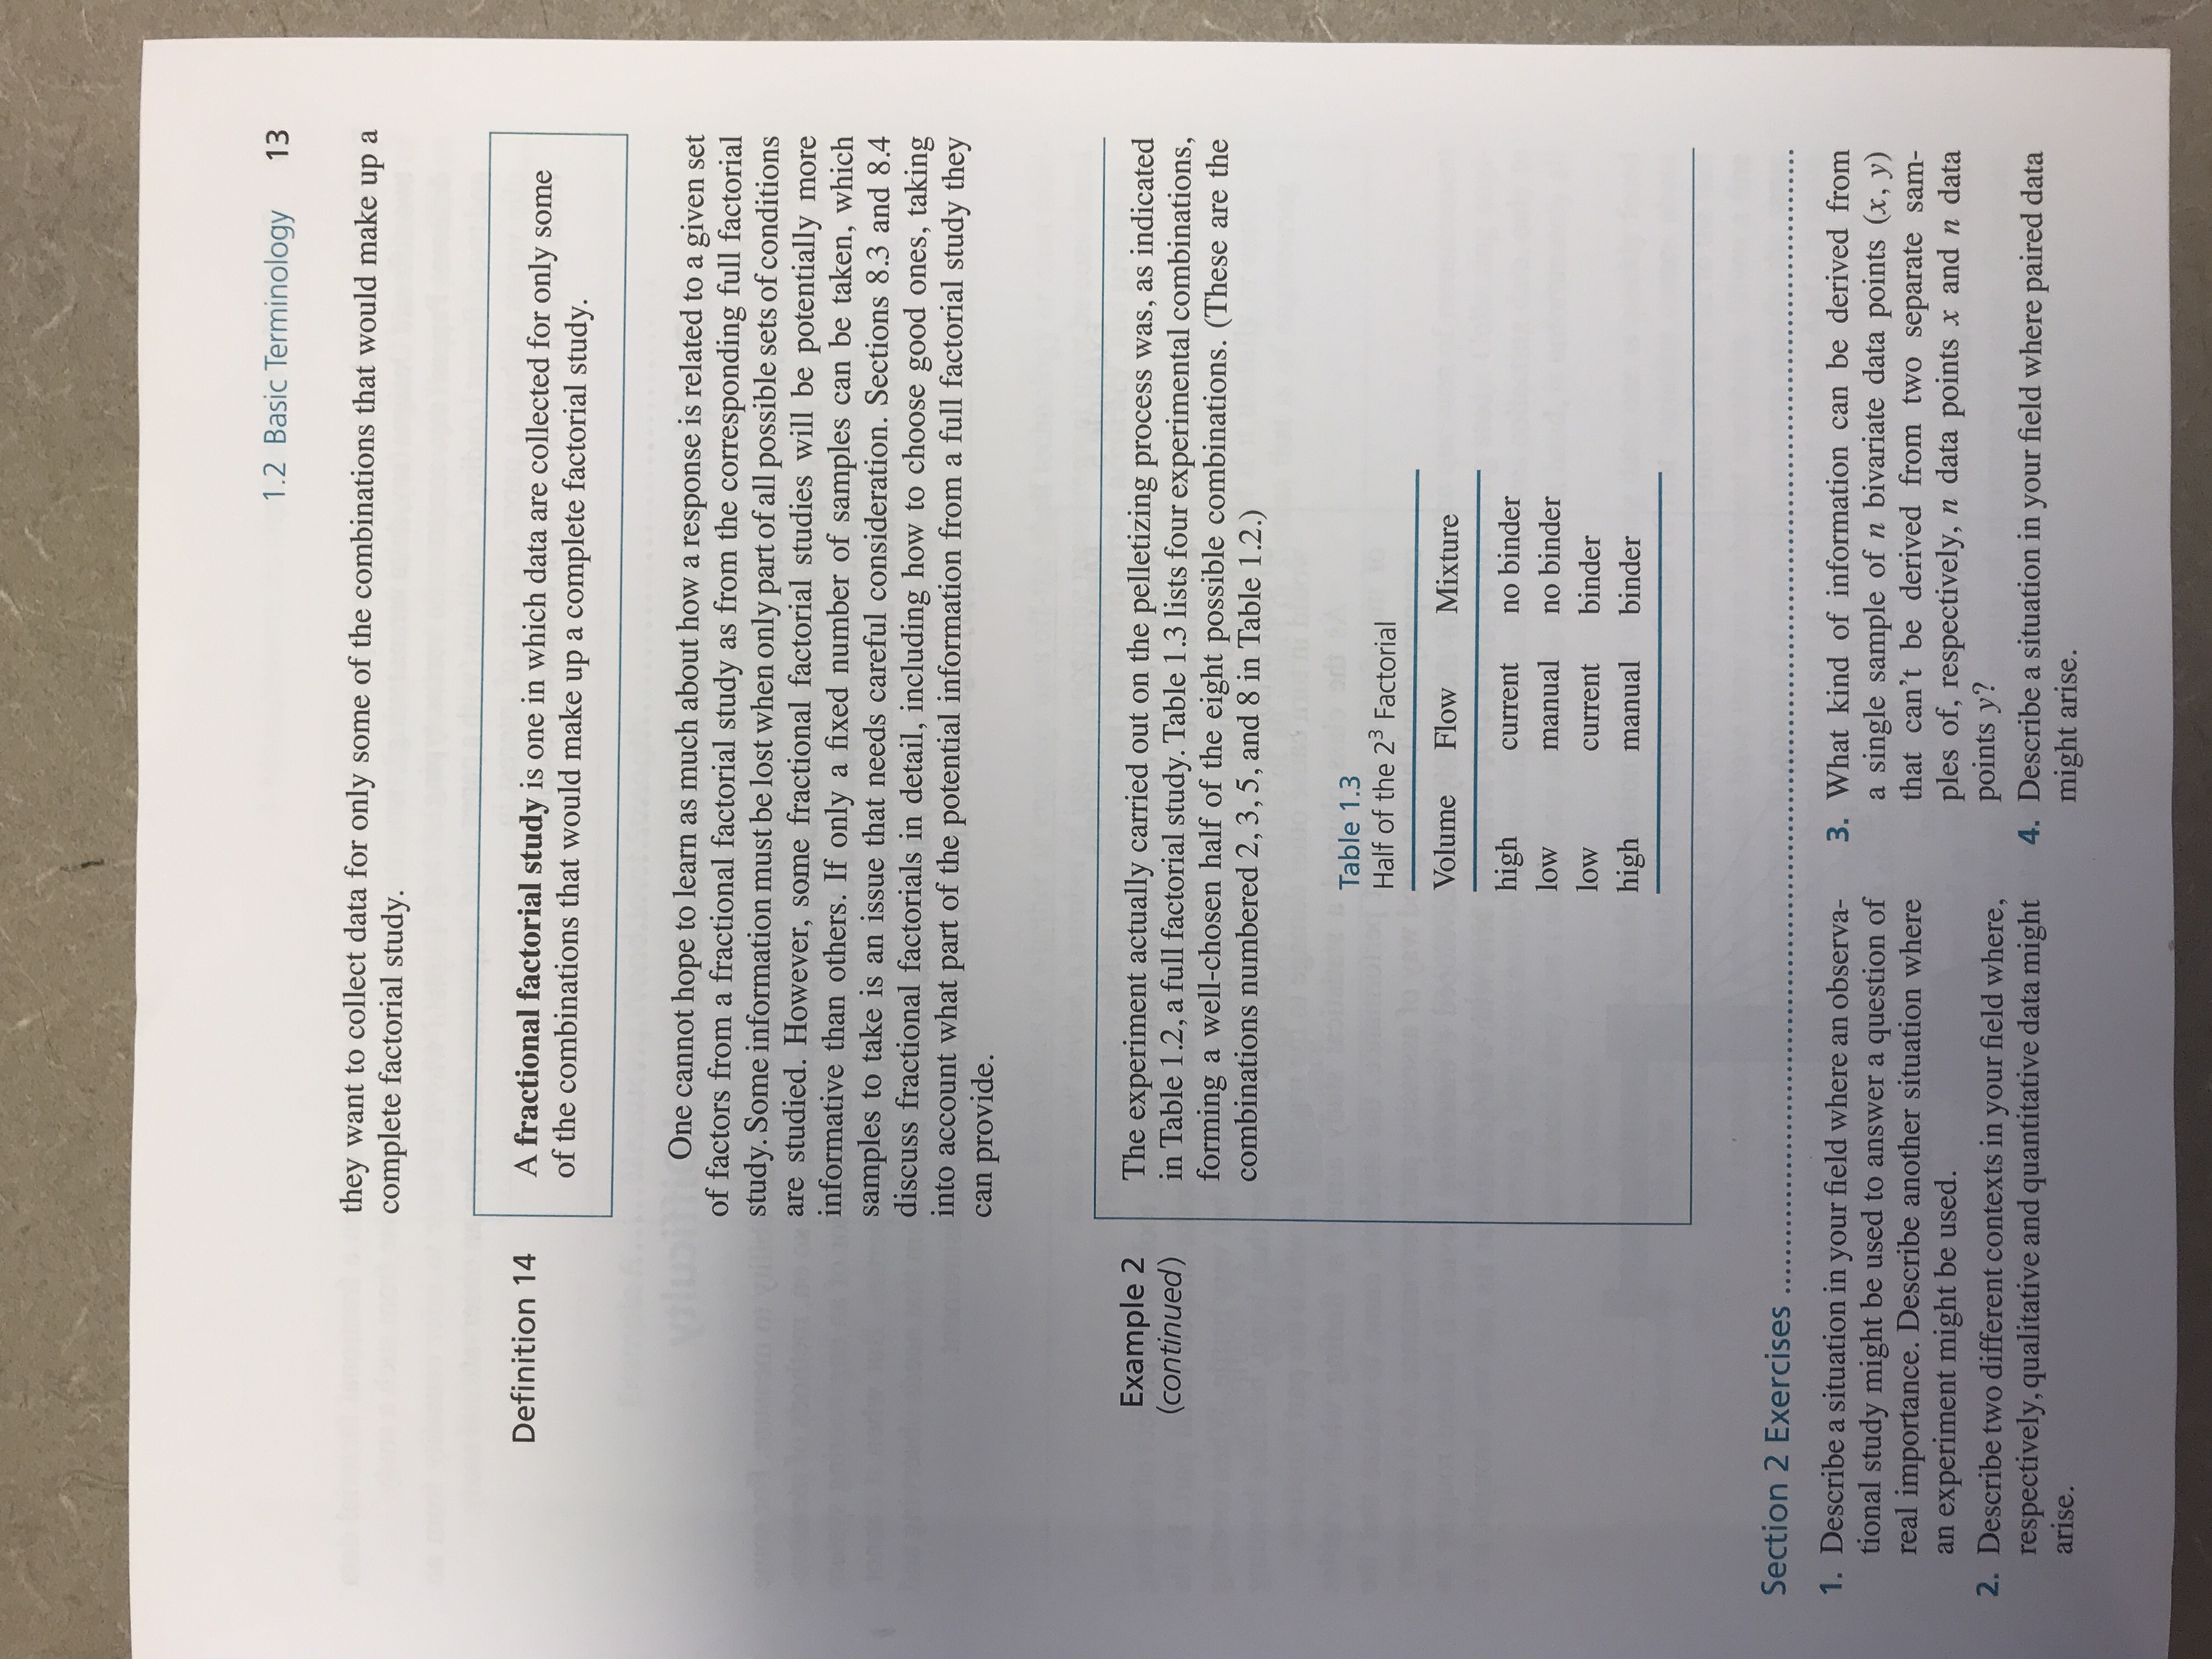 1.2 Basic Terminology 13
they want to collect data for only some of the combinations that would make up a
complete factorial study.
Definition 14
A fractional factorial study is one in which data are collected for only some
of the combinations that would make up a complete factorial study.
One cannot hope to learn as much about how a response is related to a given set
of factors from a fractional factorial study as from the corresponding full factorial
study. Some information must be lost when only part of all possible sets of conditions
are studied. However, some fractional factorial studies will be potentially more
informative than others. If only a fixed number of samples can be taken, which
samples to take is an issue that needs careful consideration. Sections 8.3 and 8.4
discuss fractional factorials in detail, including how to choose good ones, taking
into account what part of the potential information from a full factorial study they
can provide.
Example 2
(continued)
The experiment actually carried out on the pelletizing process was, as indicated
in Table 1.2, a full factorial study. Table 1.3 lists four experimental combinations,
forming a well-chosen half of the eight possible combinations. (These are the
combinations numbered 2, 3, 5, and 8 in Table 1.2.)
Table 1.3
Half of the 2³ Factorial
Volume Flow Mixture
high current no binder
low manual no binder
low current binder
high manual binder
Section 2 Exercises
1. Describe a situation in your field where an observa-
tional study might be used to answer a question of
real importance. Describe another situation where
an experiment might be used.
2. Describe two different contexts in your field where,
respectively, qualitative and quantitative data might
arise.
3. What kind of information can be derived from
a single sample of n bivariate data points (x, y)
that can't be derived from two separate sam-
ples of, respectively, n data points x and n data
points y?
4. Describe a situation in your field where paired data
might arise.